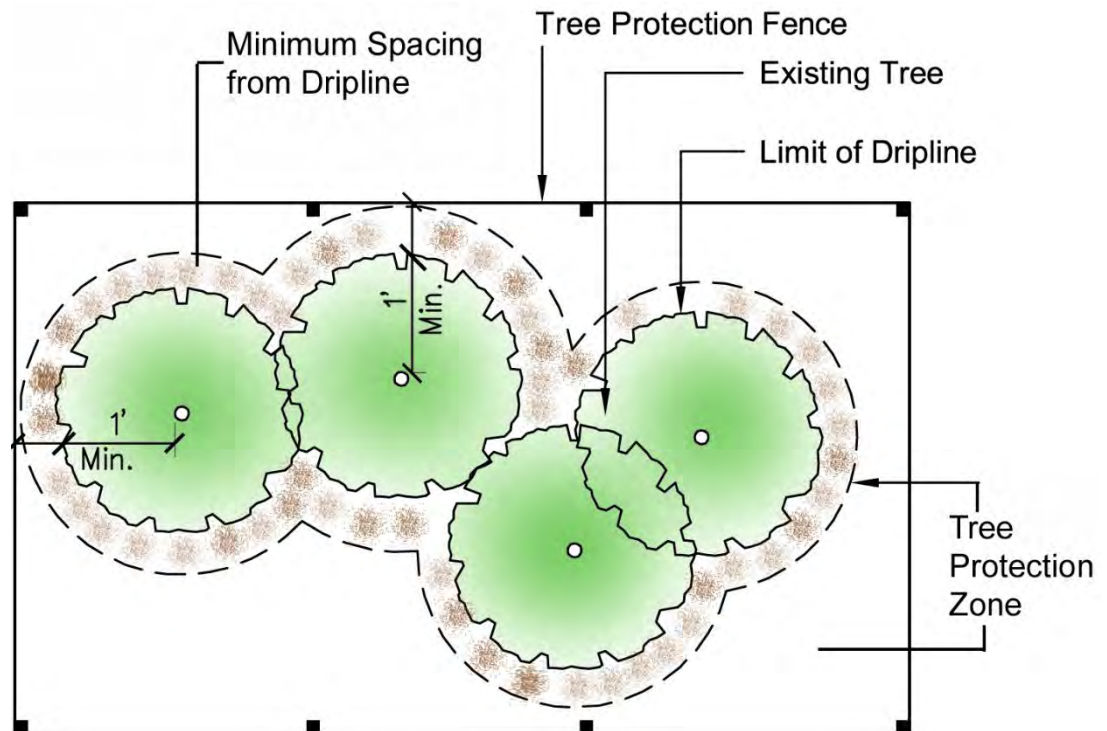 Tree Protection Fence
Minimum Spacing
from Dripline
Existing Tree
Limit of Dripline
1'
Min.
1'
Min.
Tree
Protection
Zone